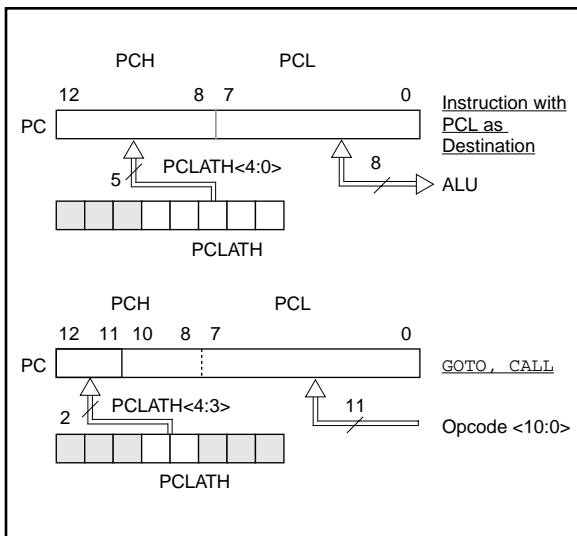 PCH PCL
12 8 7 0
PC
Instruction with
PCL as
Destination
PCLATH<4:0>
5
8
ALU
PCLATH
PCH PCL
12 11 10 8 7 0
PC
GOTO, CALL
PCLATH<4:3>
2
11
Opcode <10:0>
PCLATH